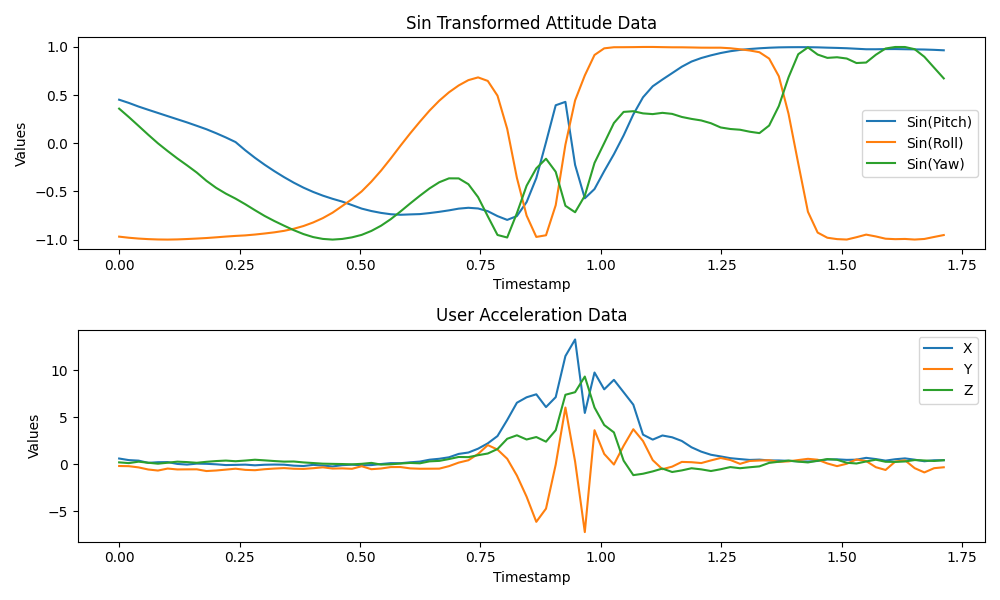 Sin Transformed Attitude Data
1.0
0.5
0.0
−0.5
−1.0
Values
Sin(Pitch)
Sin(Roll)
Sin(Yaw)
0.00 0.25 0.50 0.75 1.00 1.25 1.50 1.75
Timestamp
User Acceleration Data
10
5
0
−5
Values
X
Y
Z
0.00 0.25 0.50 0.75 1.00 1.25 1.50 1.75
Timestamp